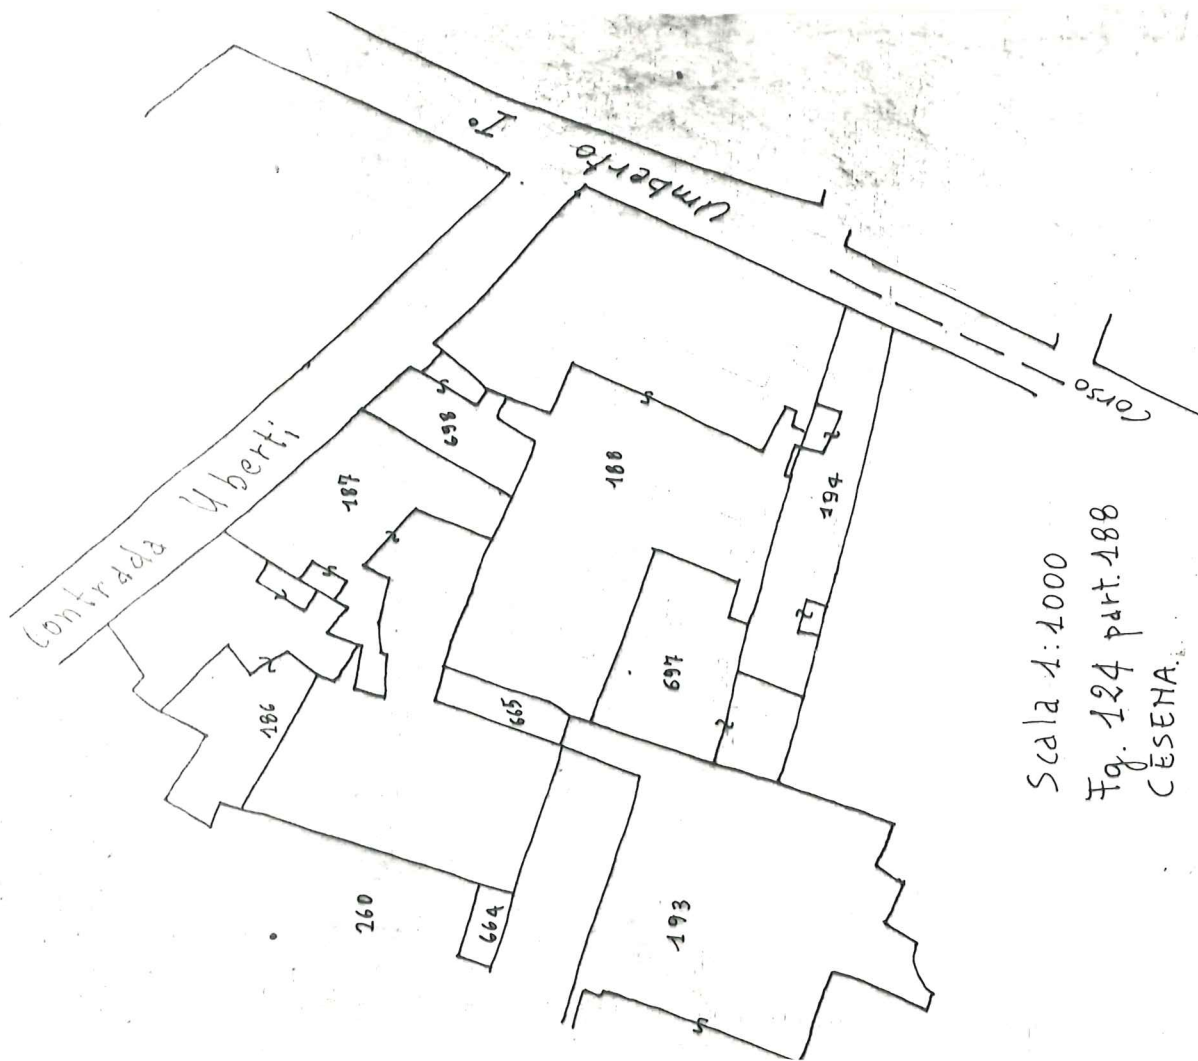 Contrada Uberti
Corso Umberto I°
698
187
188
194
186
665
697
260
664
193
Scala 1:1000
Fg. 124 part. 188
CESENA